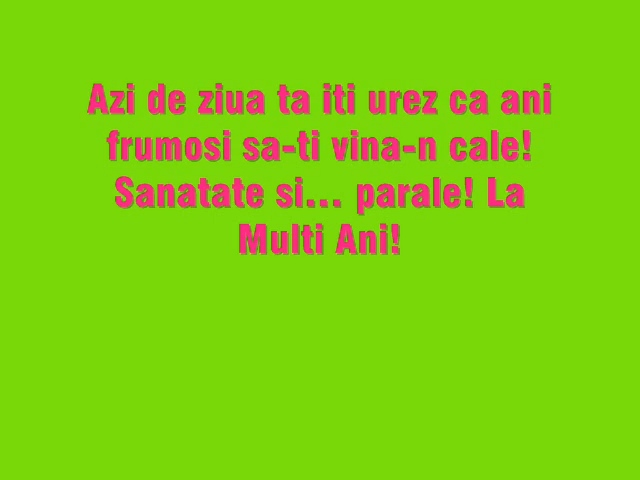 Azi de ziua ta iti urez ca ani
frumosi sa-ti vina-n cale!
Sanatate si... parale! La
Multi Ani!